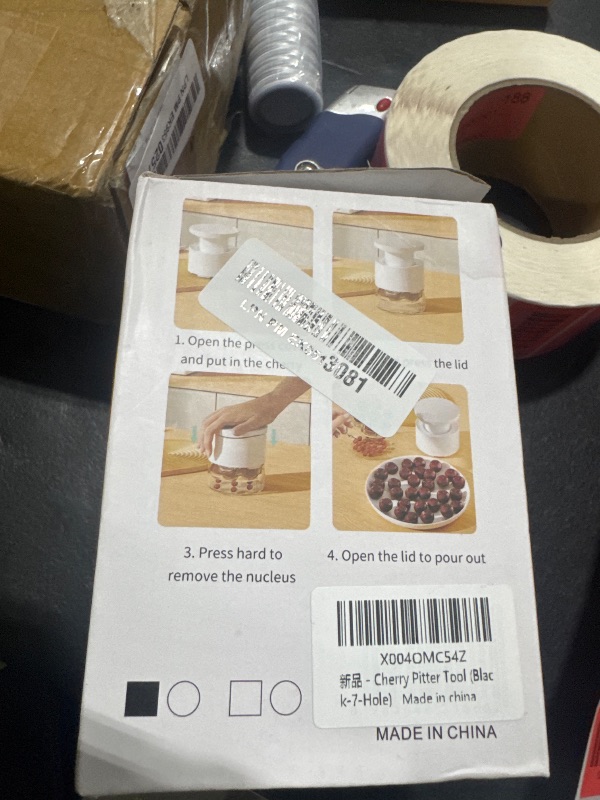 1. Open the
and put in the
the lid
3081
3. Press hard to
remove the nucleus
4. Open the lid to pour out
X004OMC54Z
新品 - Cherry Pitter Tool (Blac
k-7-Hole) Made in china
MADE IN CHINA
188